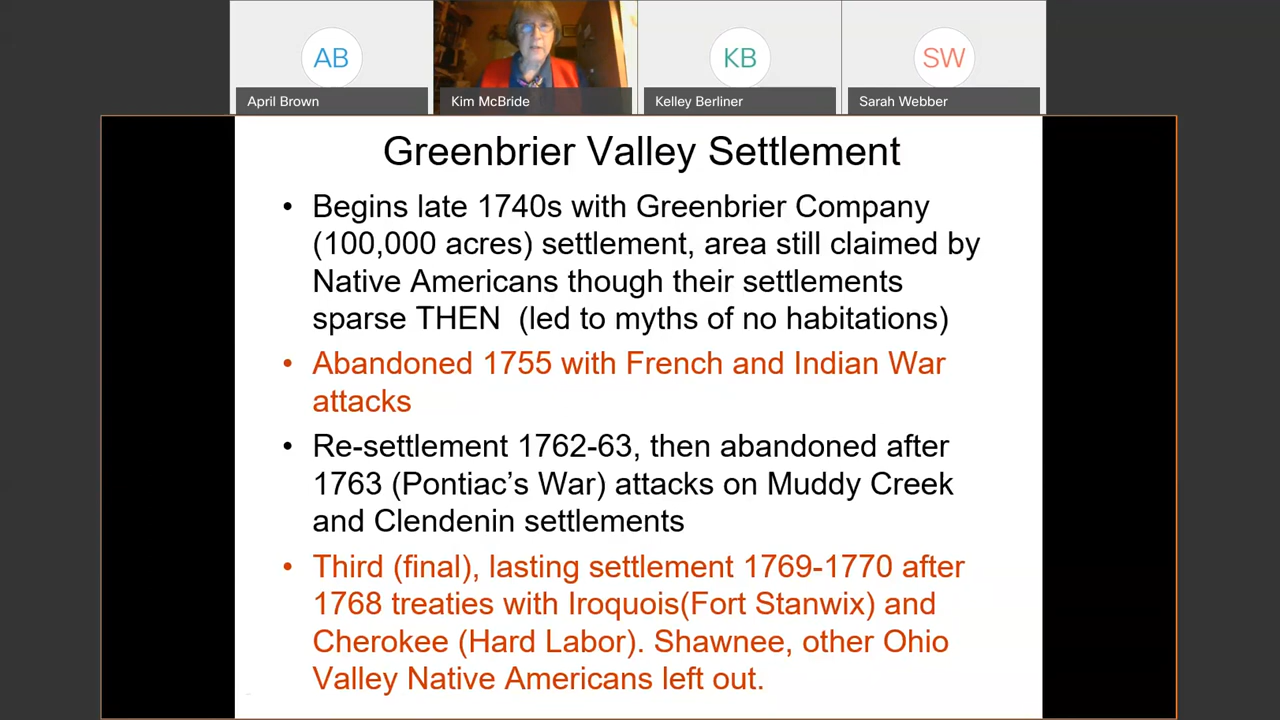 AB
April Brown
Kim McBride
KB
Kelley Berliner
SW
Sarah Webber
Greenbrier Valley Settlement
• Begins late 1740s with Greenbrier Company
(100,000 acres) settlement, area still claimed by
Native Americans though their settlements
sparse THEN (led to myths of no habitations)
• Abandoned 1755 with French and Indian War
attacks
• Re-settlement 1762-63, then abandoned after
1763 (Pontiac’s War) attacks on Muddy Creek
and Clendenin settlements
• Third (final), lasting settlement 1769-1770 after
1768 treaties with Iroquois(Fort Stanwix) and
Cherokee (Hard Labor). Shawnee, other Ohio
Valley Native Americans left out.